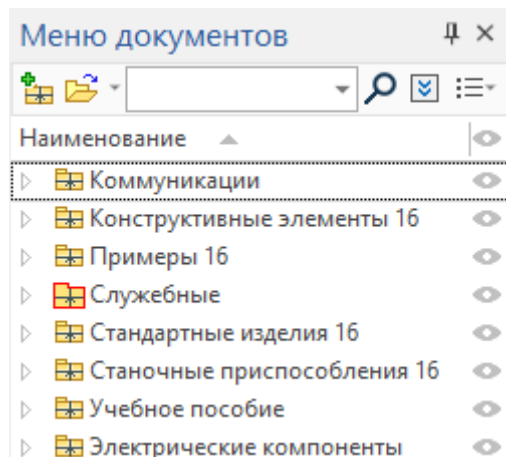 Меню документов
Наименование
Коммуникации
Конструктивные элементы 16
Примеры 16
Служебные
Стандартные изделия 16
Станочные приспособления 16
Учебное пособие
Электрические компоненты